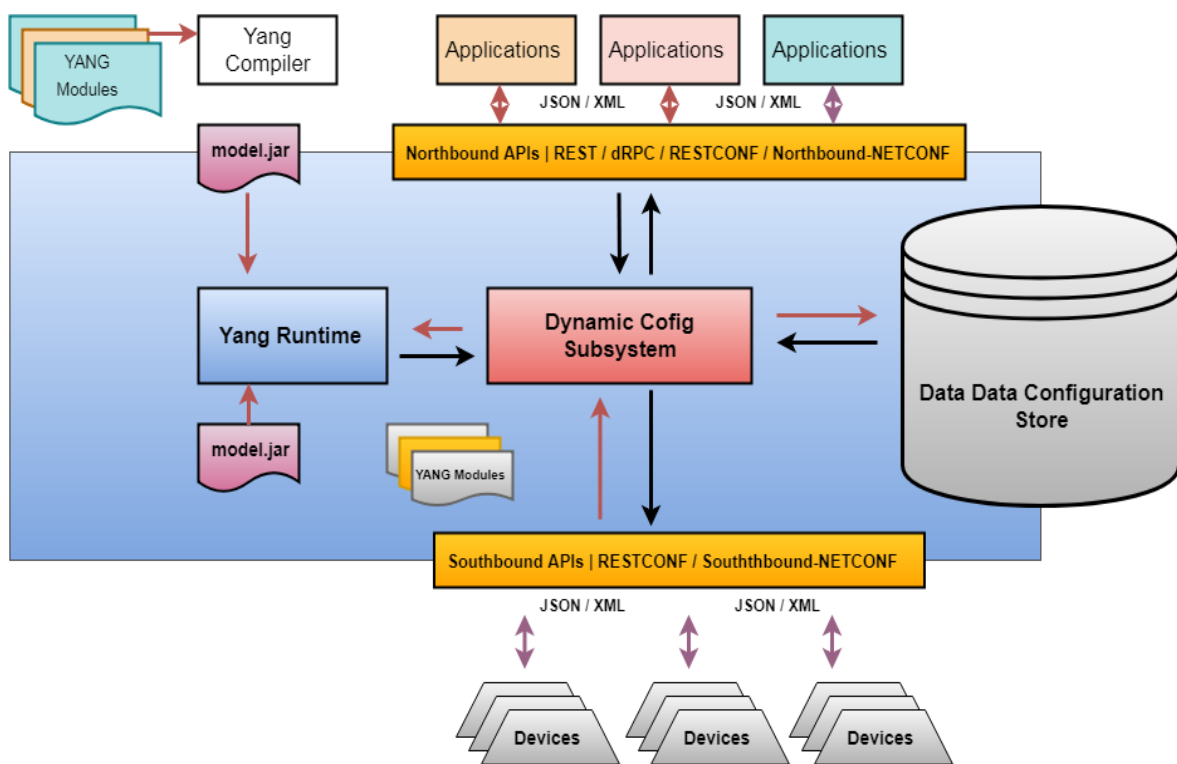 YANG
Modules
Yang
Compiler
Applications
Applications
Applications
JSON / XML
JSON / XML
model.jar
Northbound APIs | REST / dRPC / RESTCONF / Northbound-NETCONF
Yang Runtime
Dynamic Cofig
Subsystem
Data Data Configuration
Store
model.jar
YANG Modules
Southbound APIs | RESTCONF / Souththbound-NETCONF
JSON / XML
JSON / XML
Devices
Devices
Devices